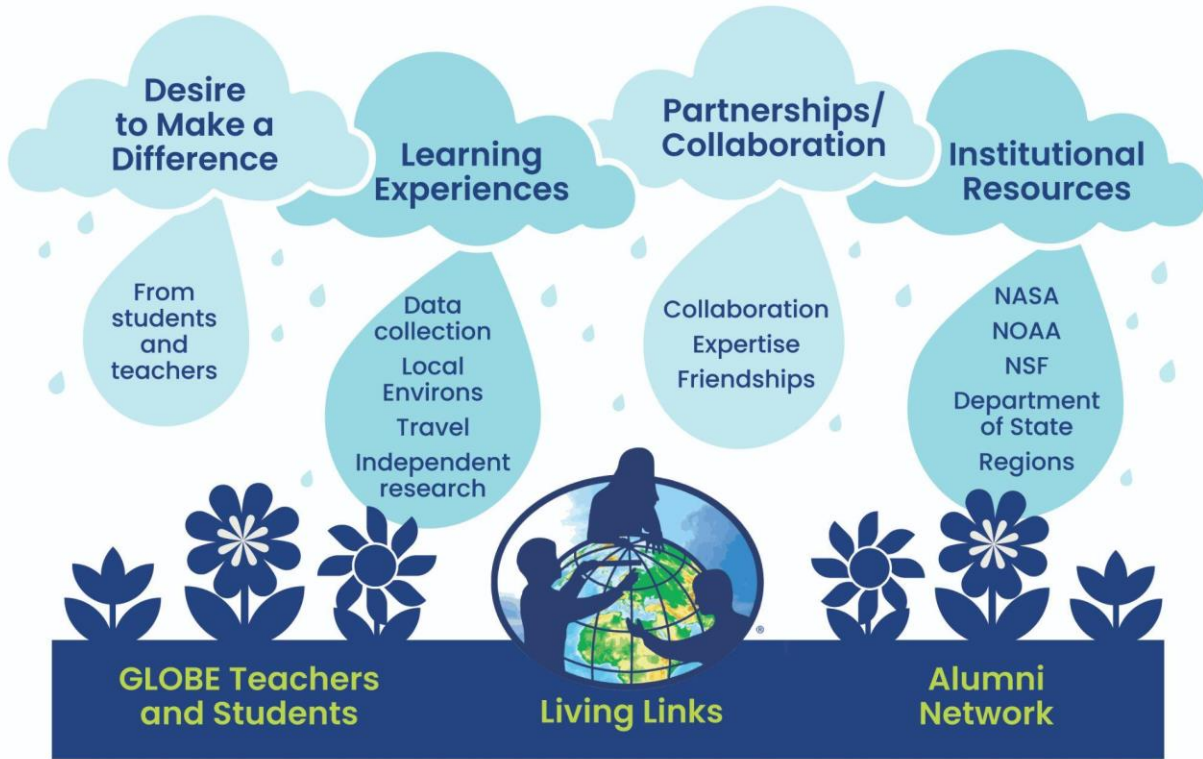 Desire
to Make a
Difference
Learning
Experiences
Partnerships/
Collaboration
Institutional
Resources
From
students
and
teachers
Data
collection
Local
Environs
Travel
Independent
research
Collaboration
Expertise
Friendships
NASA
NOAA
NSF
Department
of State
Regions
®
GLOBE Teachers
and Students
Living Links
Alumni
Network